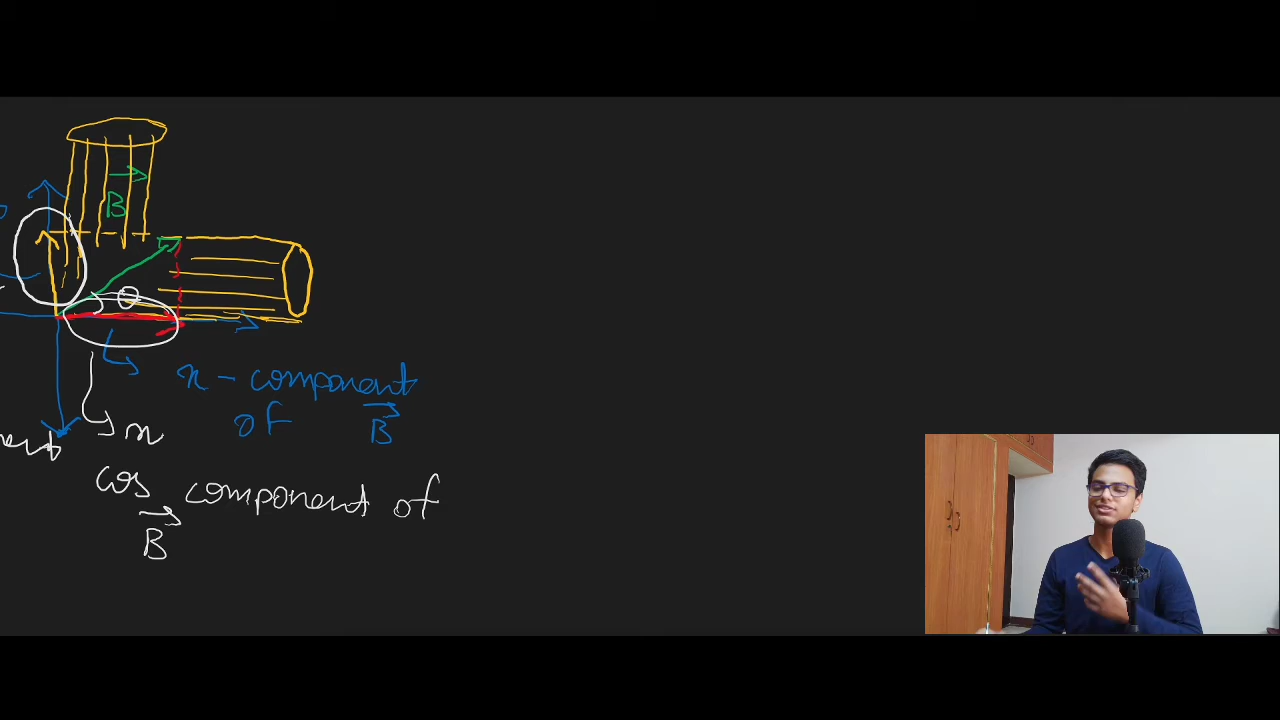 B
θ
x - component
of B
x
cos component of
B